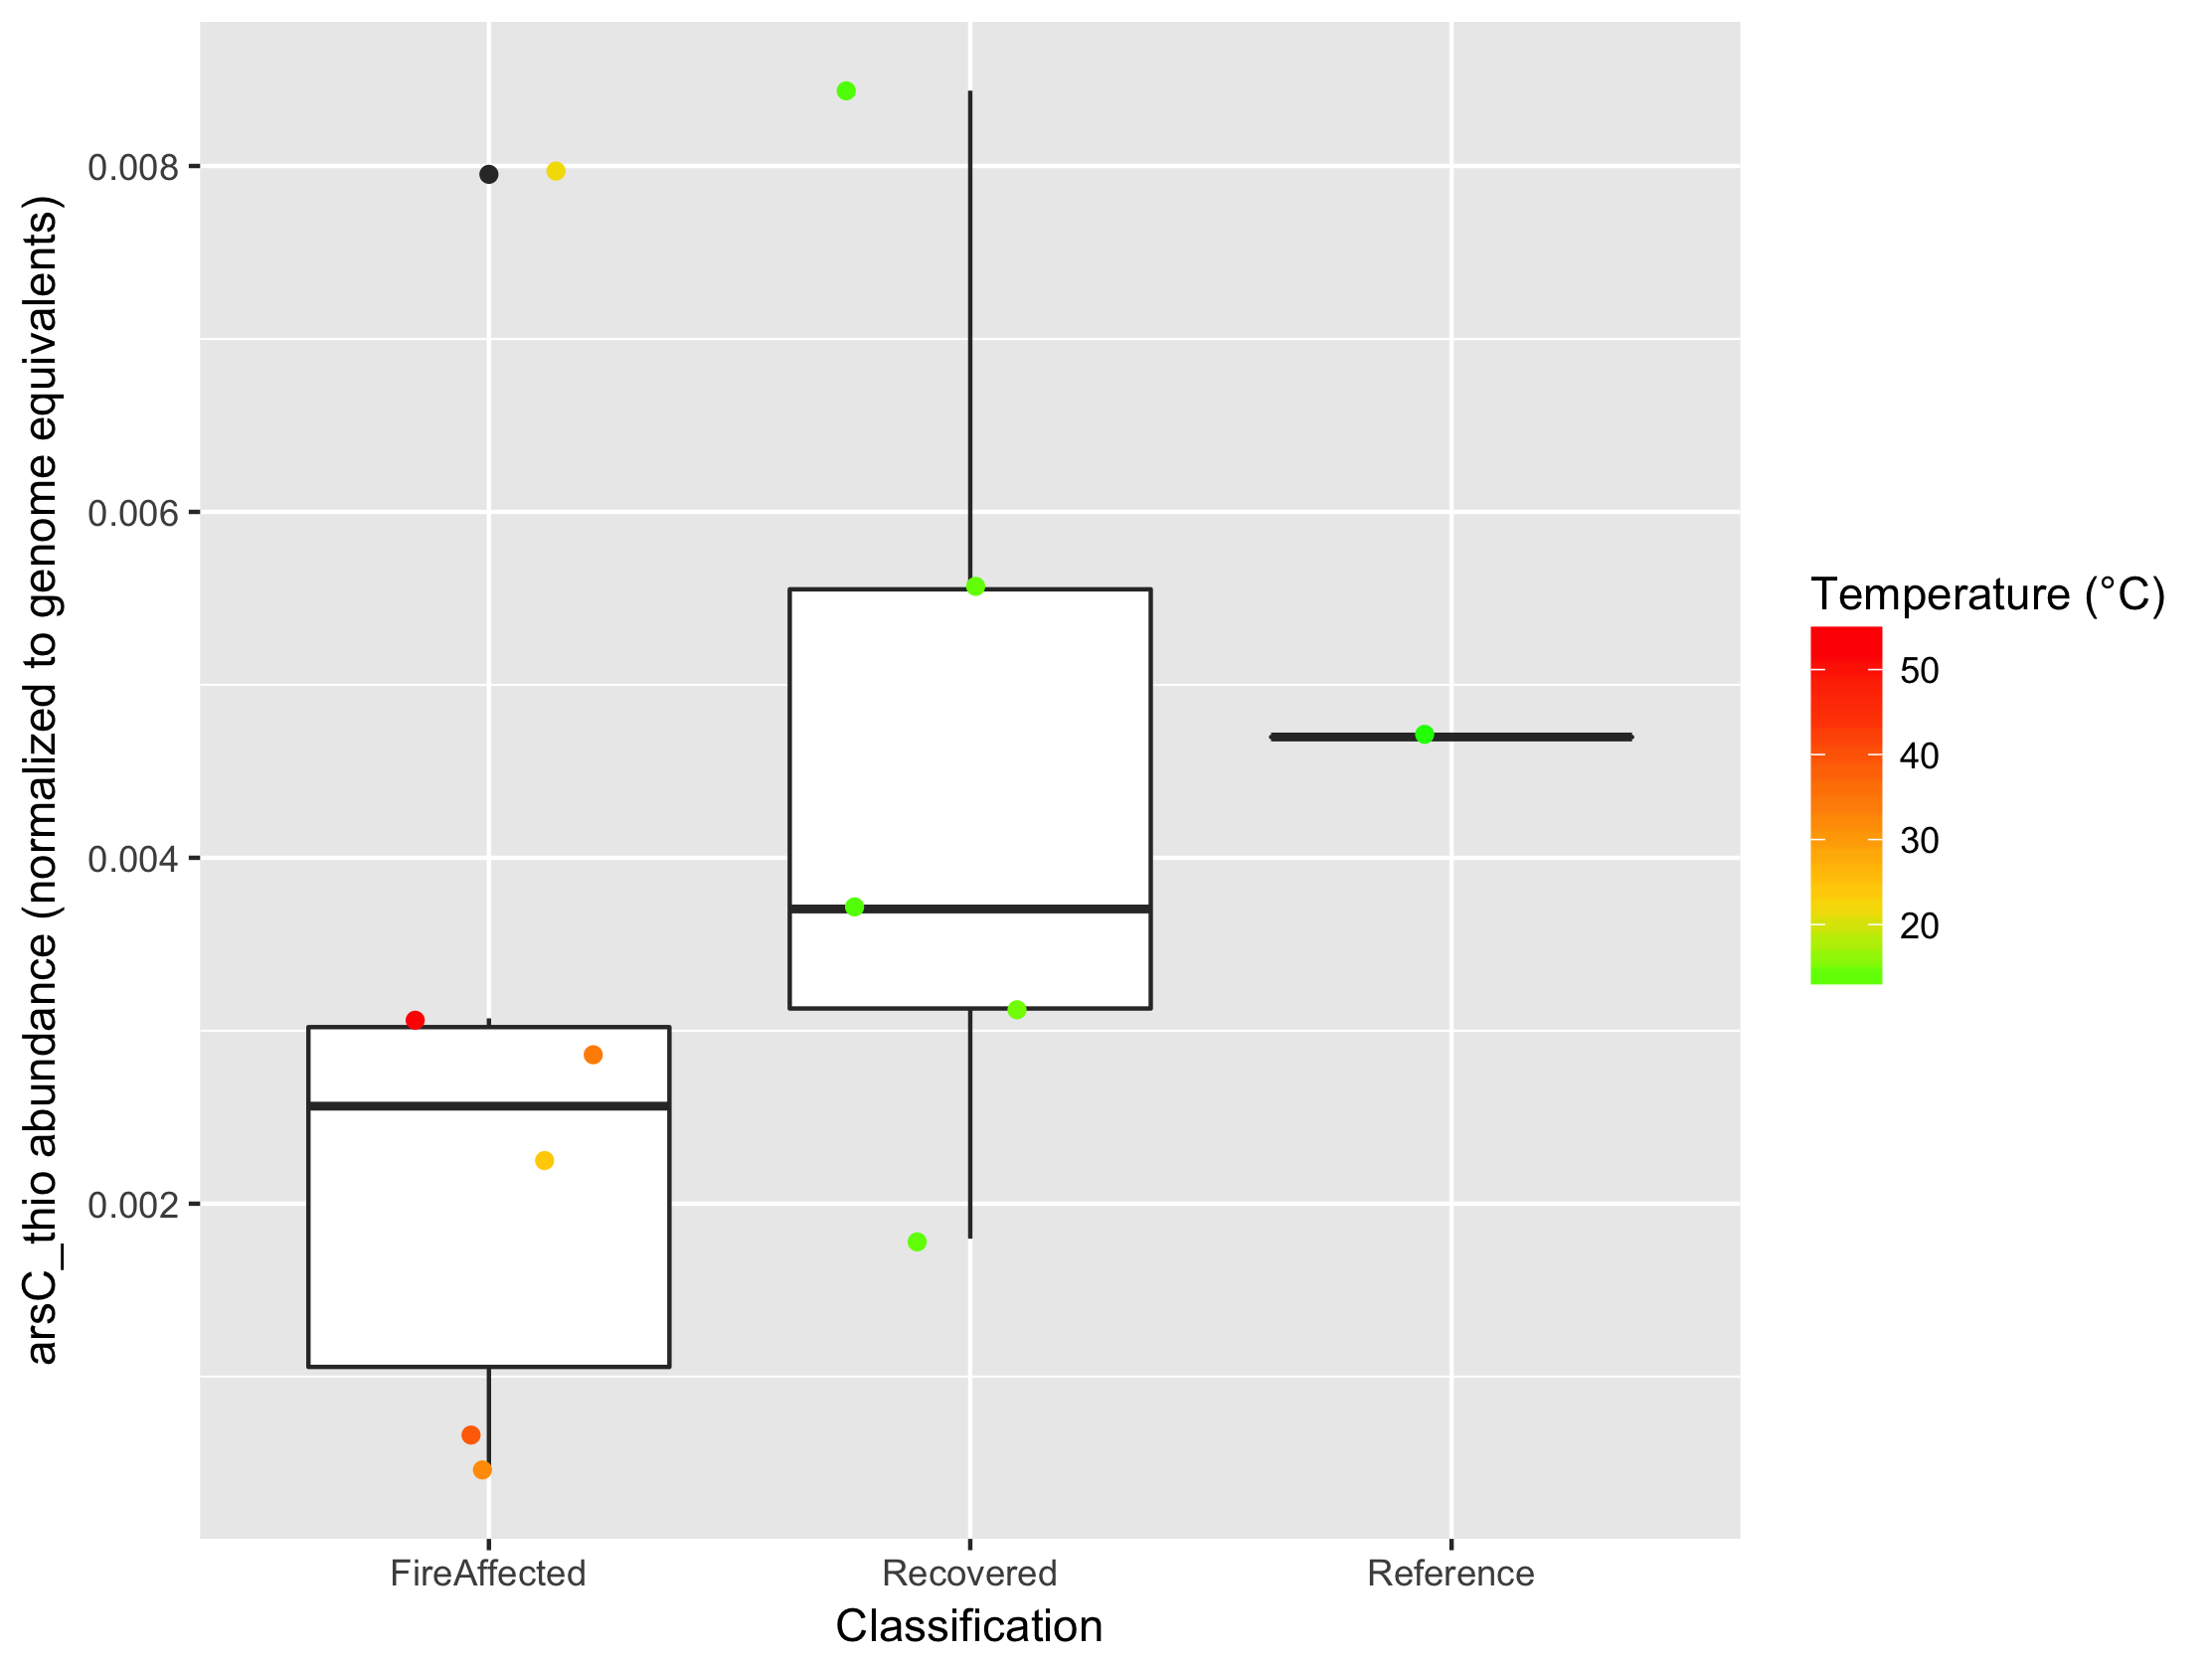 arsC_thio abundance (normalized to genome equivalents)
0.008
0.006
0.004
0.002
FireAffected
Recovered
Reference
Classification
Temperature (°C)
50
40
30
20